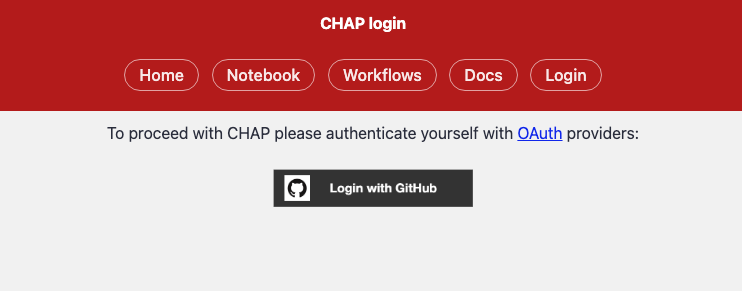 CHAP login
Home Notebook Workflows Docs Login
To proceed with CHAP please authenticate yourself with OAuth providers:
Login with GitHub